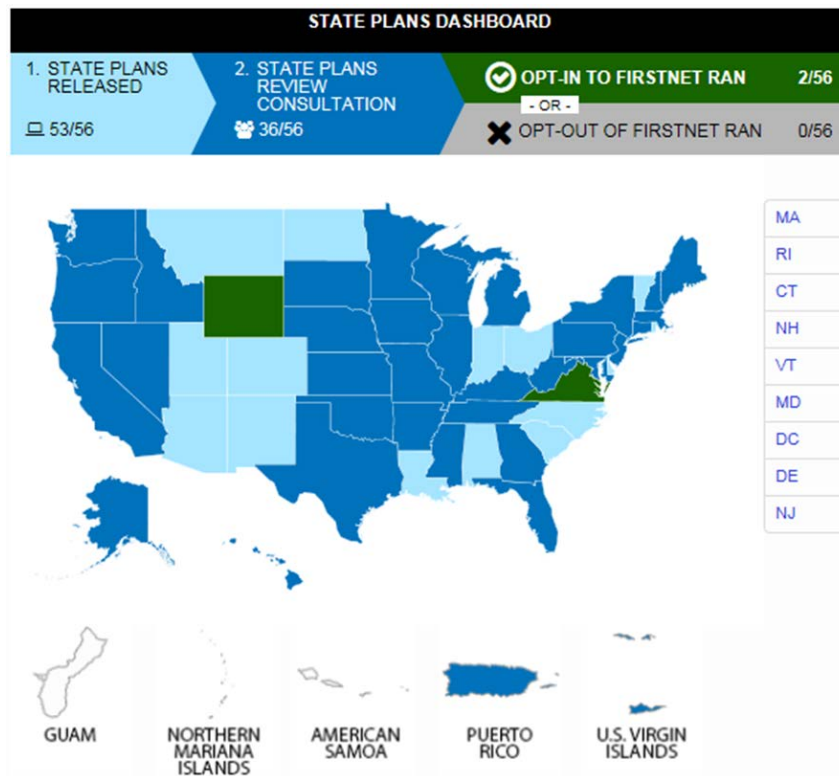 STATE PLANS DASHBOARD
1. STATE PLANS
RELEASED
53/56
2. STATE PLANS
REVIEW
CONSULTATION
36/56
OPT-IN TO FIRSTNET RAN 2/56
- OR -
OPT-OUT OF FIRSTNET RAN 0/56
MA
RI
CT
NH
VT
MD
DC
DE
NJ
GUAM
NORTHERN
MARIANA
ISLANDS
AMERICAN
SAMOA
PUERTO
RICO
U.S. VIRGIN
ISLANDS